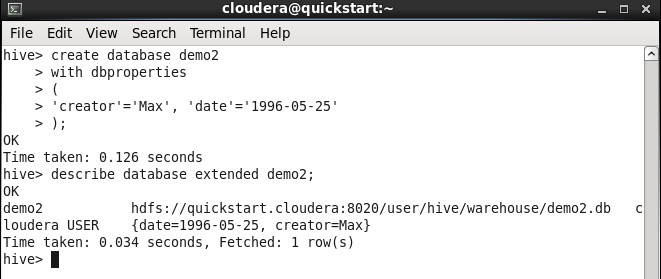 cloudera@quickstart:~
File Edit View Search Terminal Help
hive> create database demo2
    > with dbproperties
    > (
    > 'creator'='Max', 'date'='1996-05-25'
    > );
OK
Time taken: 0.126 seconds
hive> describe database extended demo2;
OK
demo2           hdfs://quickstart.cloudera:8020/user/hive/warehouse/demo2.db   c
loudera USER    {date=1996-05-25, creator=Max}
Time taken: 0.034 seconds, Fetched: 1 row(s)
hive>